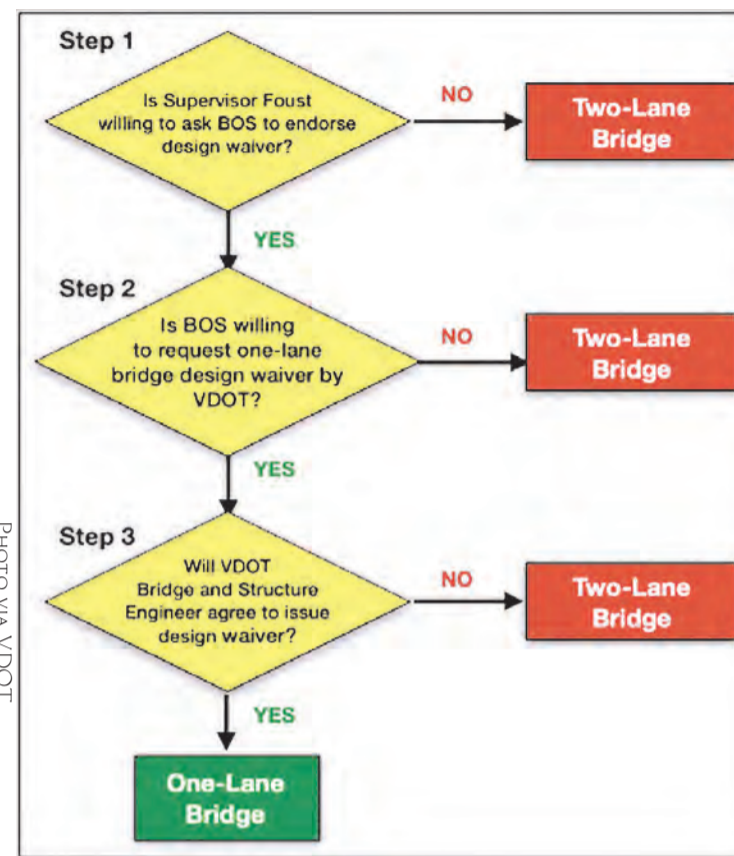 Step 1
Is Supervisor Foust
willing to ask BOS to endorse
design waiver?
NO
Two-Lane
Bridge
YES
Step 2
Is BOS willing
to request one-lane
bridge design waiver by
VDOT?
NO
Two-Lane
Bridge
YES
Step 3
Will VDOT
Bridge and Structure
Engineer agree to issue
design waiver?
NO
Two-Lane
Bridge
YES
One-Lane
Bridge
PHOTO VIA VDOT